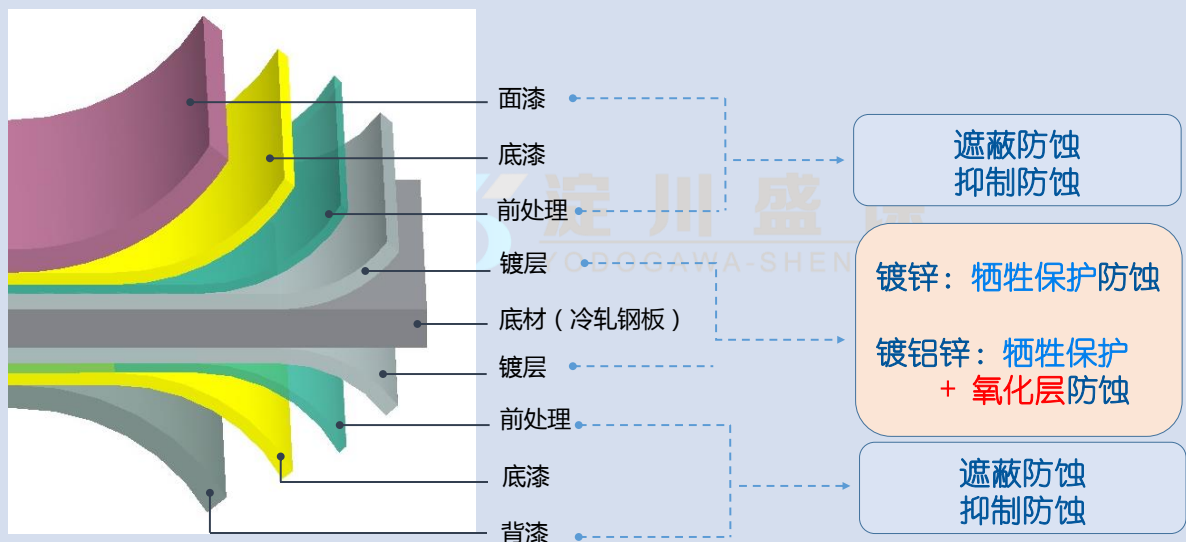 面漆
底漆
前处理
镀层
底材（冷轧钢板）
镀层
前处理
底漆
背漆
遮蔽防蚀
抑制防蚀
镀锌：牺牲保护防蚀
镀铝锌：牺牲保护
+ 氧化层防蚀
遮蔽防蚀
抑制防蚀
淀川盛
YODOGAWA-SHEN